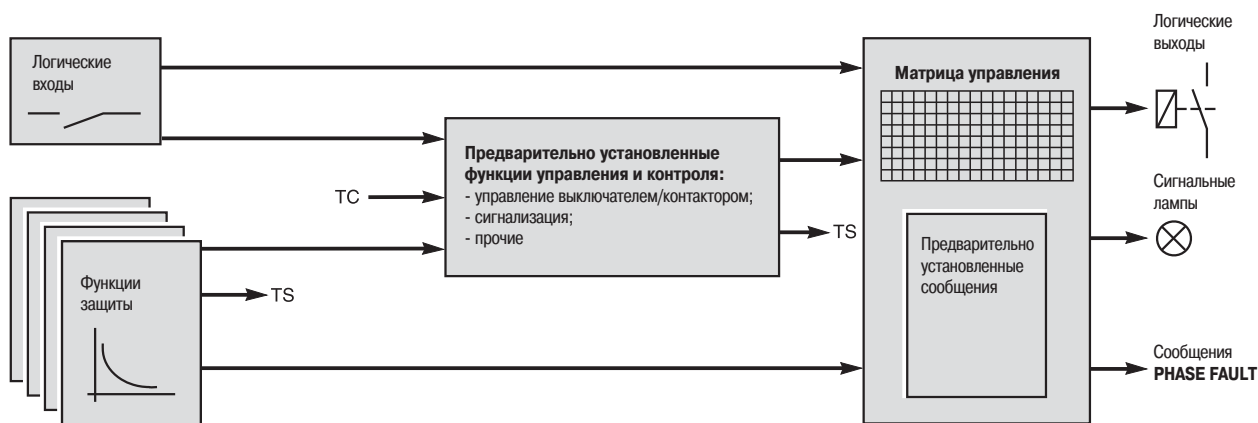 Логические
входы
Матрица управления
Логические
выходы
Предварительно установленные
функции управления и контроля:
- управление выключателем/контактором;
- сигнализация;
- прочие
TC
TS
Сигнальные
лампы
Функции
защиты
TS
Предварительно
установленные
сообщения
Сообщения
PHASE FAULT